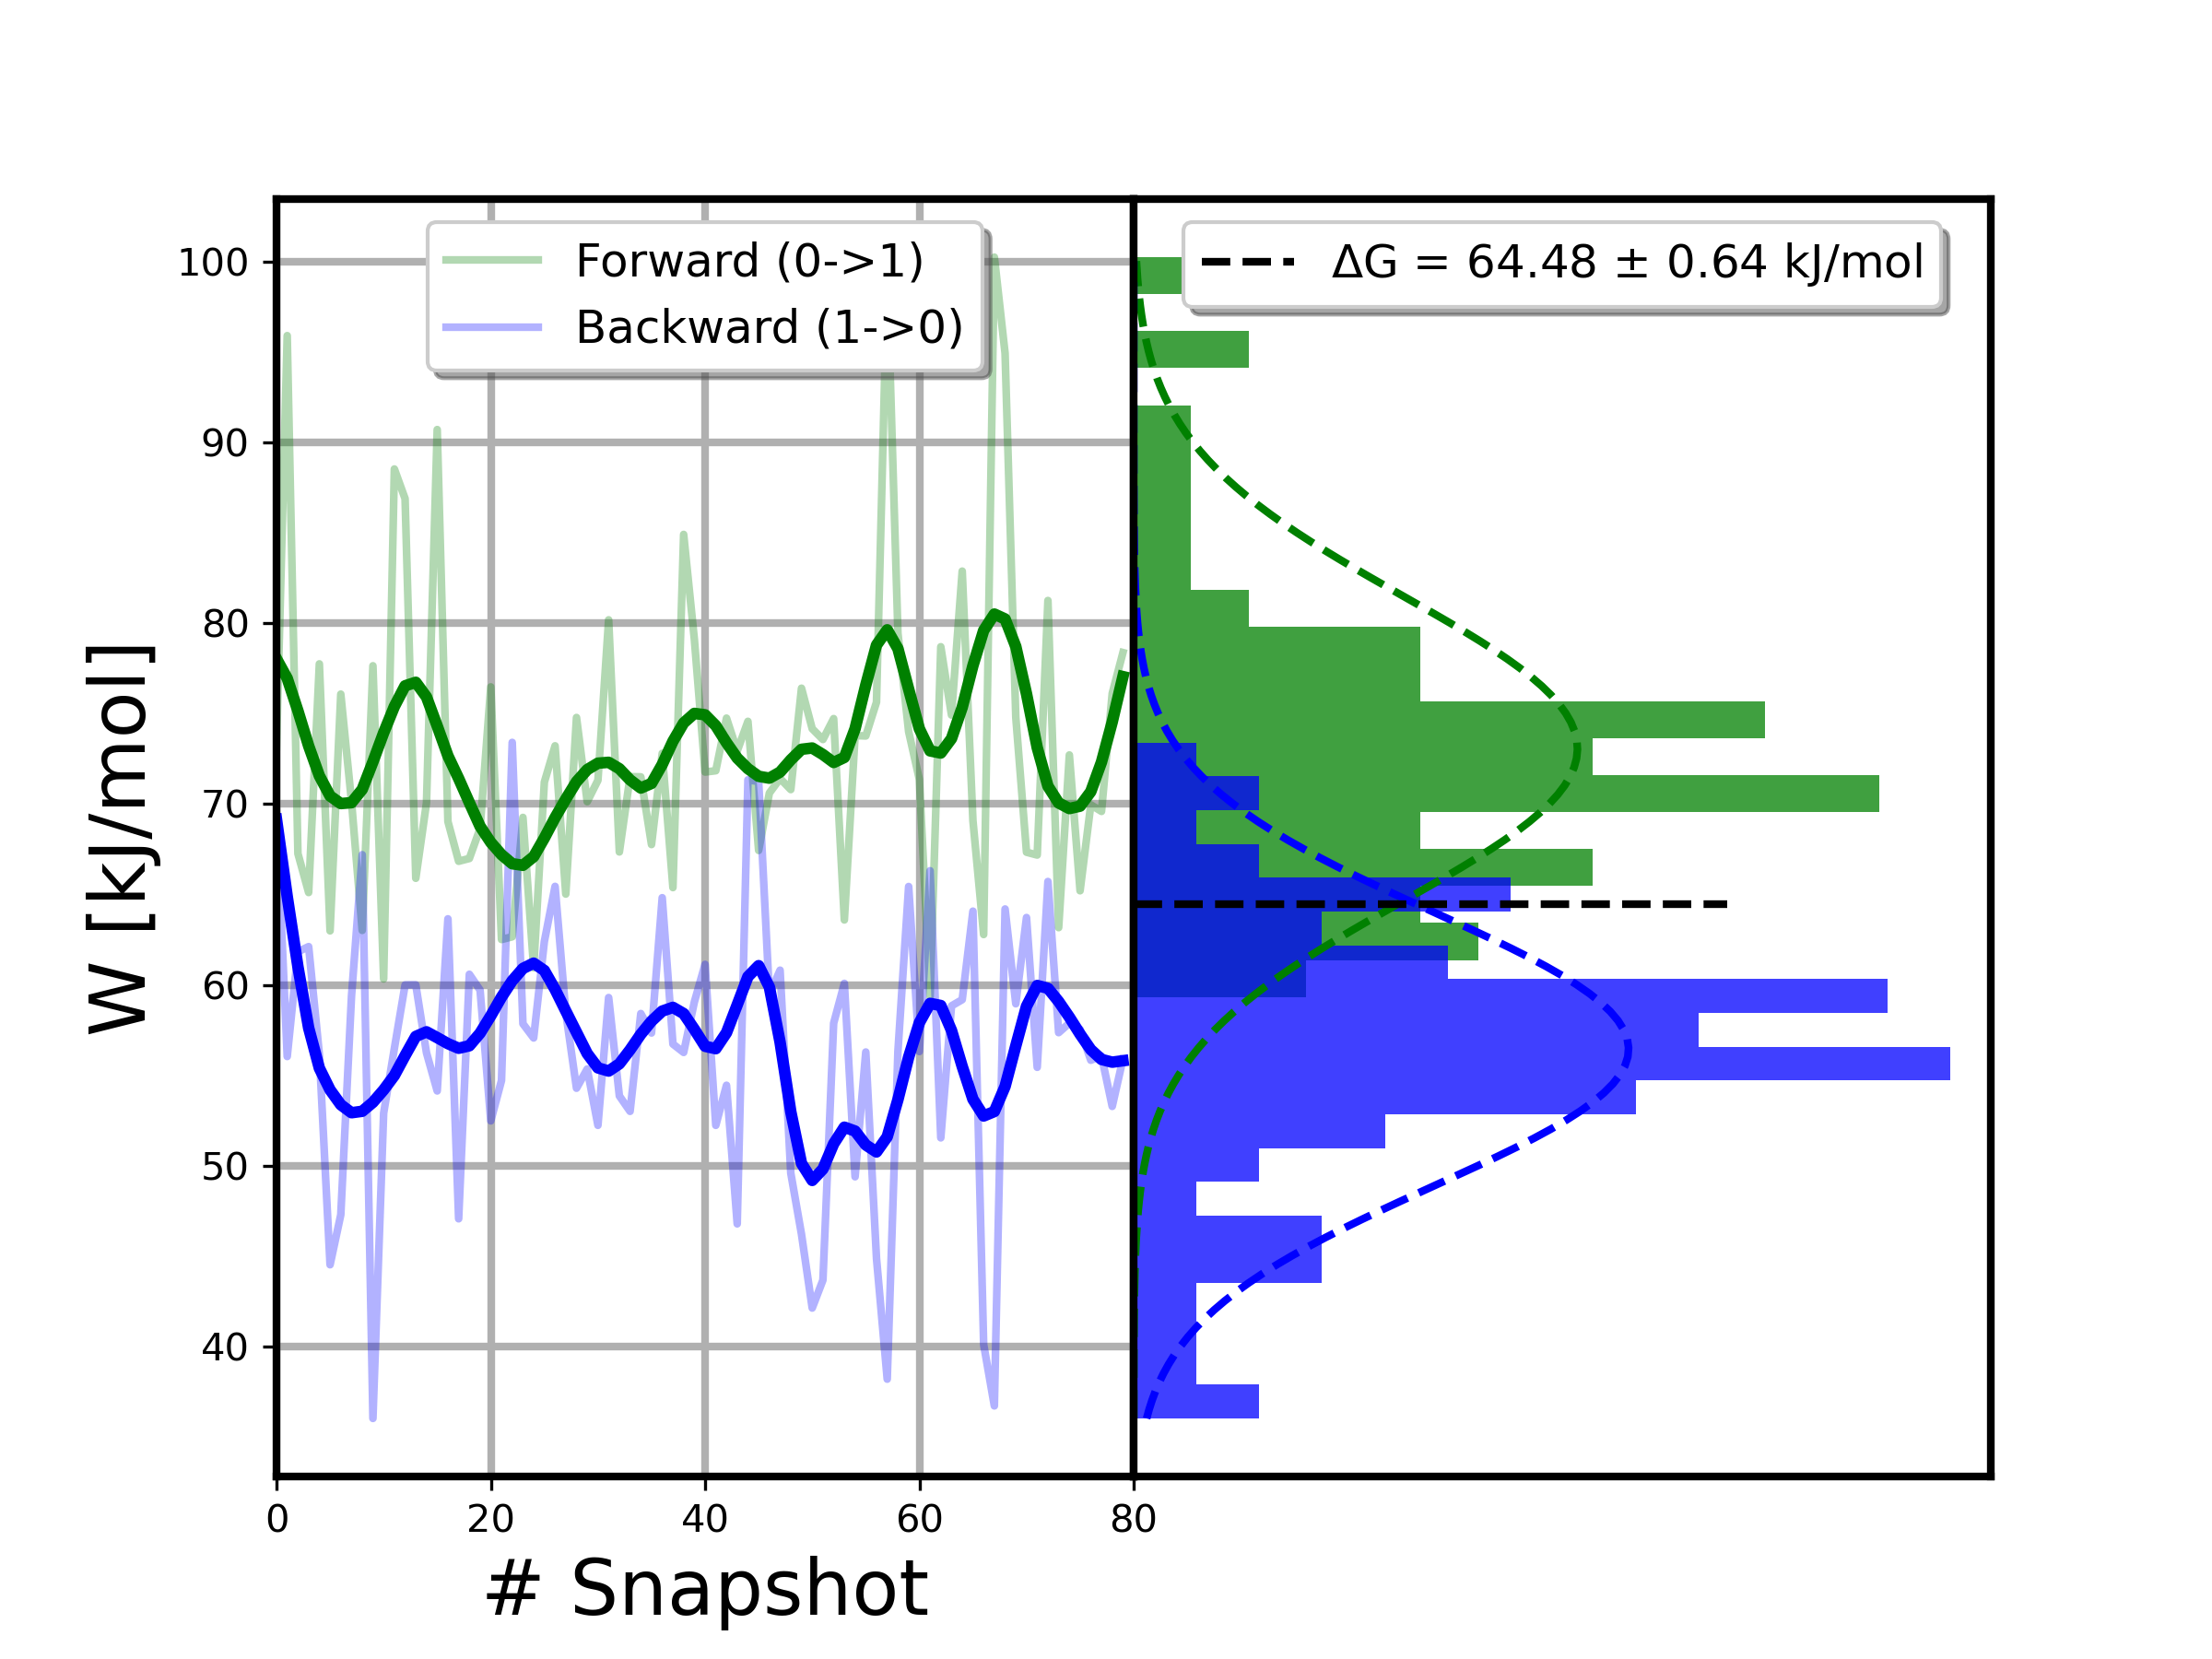 Forward (0->1)
Backward (1->0)
ΔG = 64.48 ± 0.64 kJ/mol
W [kJ/mol]
100
90
80
70
60
50
40
0 20 40 60 80
# Snapshot